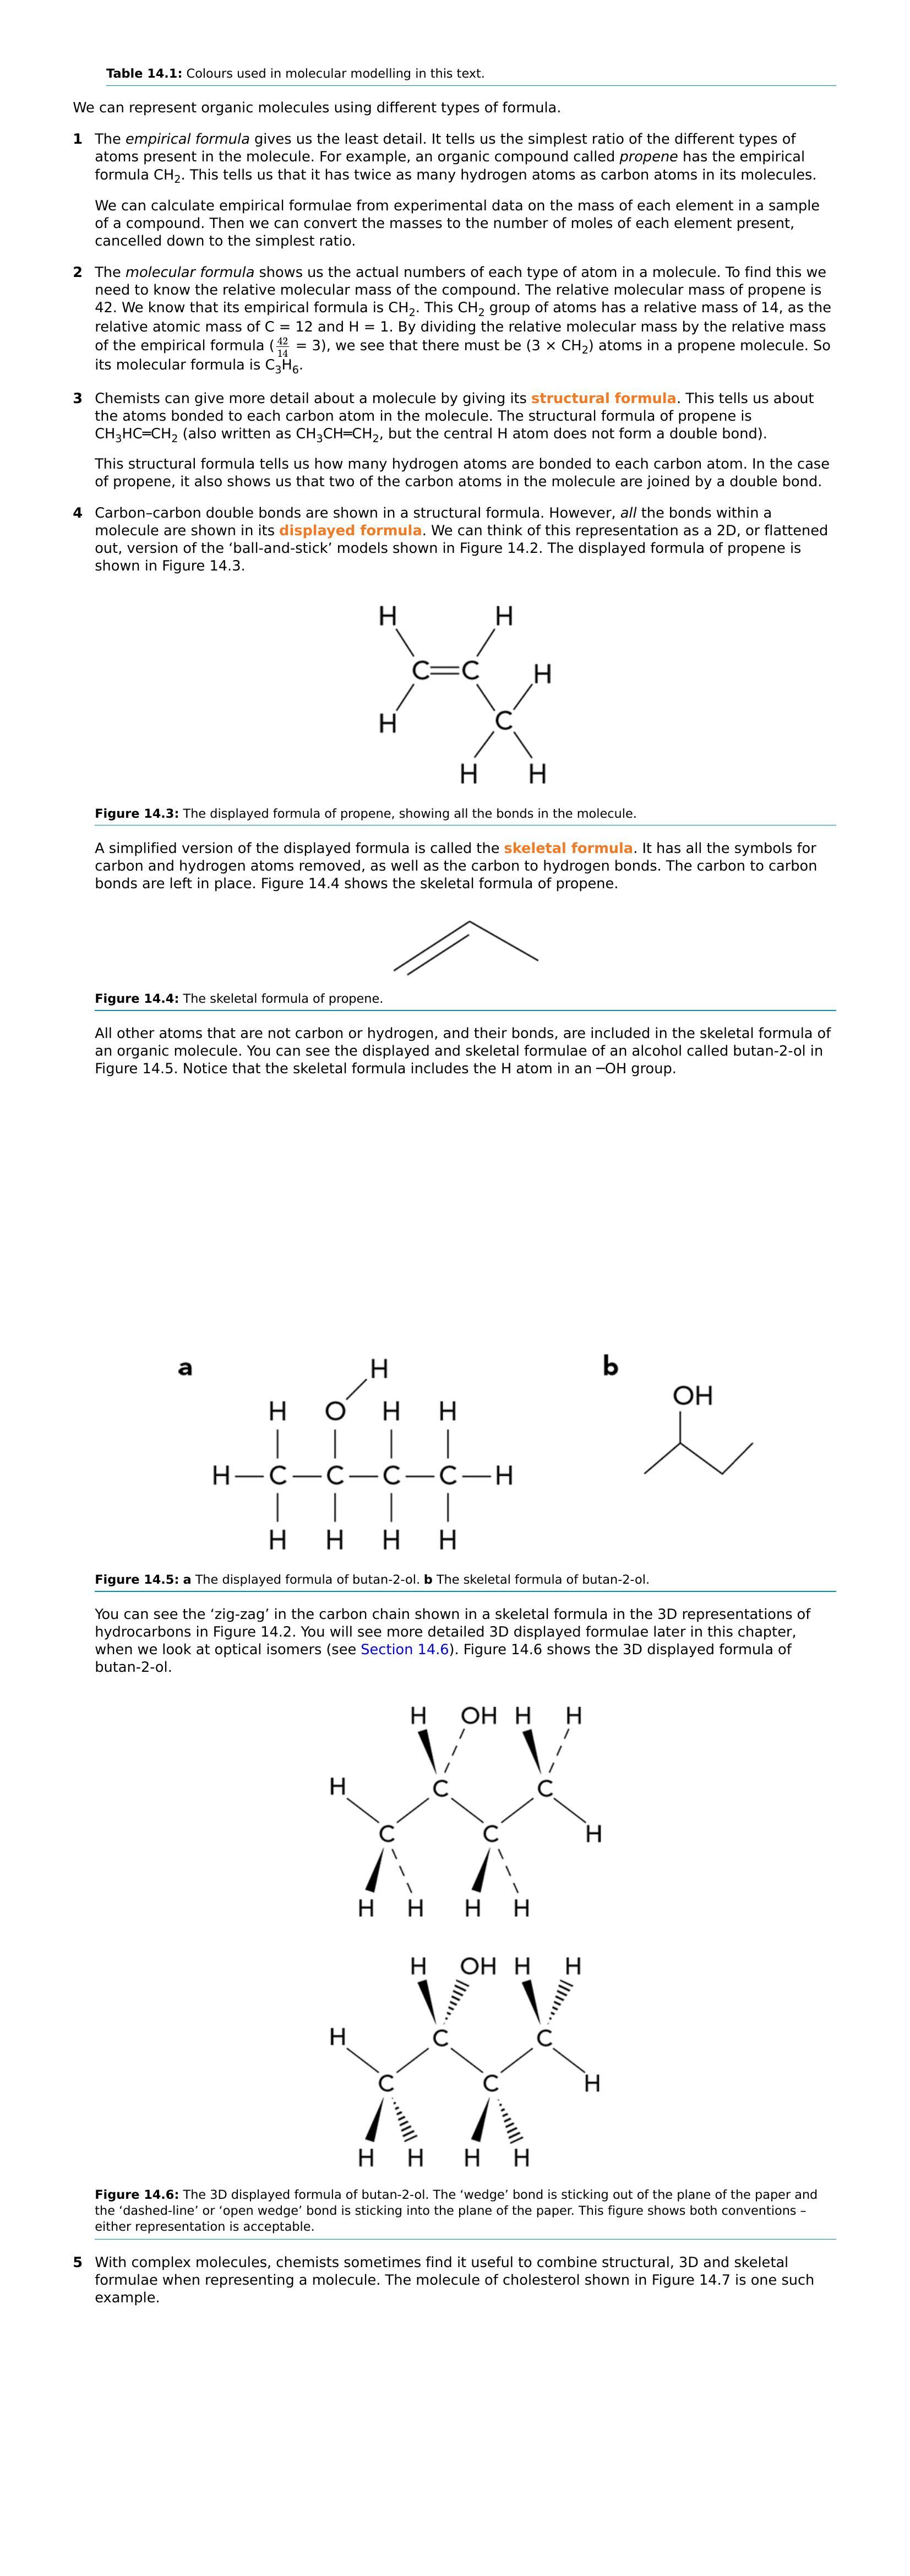 Table 14.1: Colours used in molecular modelling in this text.
We can represent organic molecules using different types of formula.
1 The empirical formula gives us the least detail. It tells us the simplest ratio of the different types of
atoms present in the molecule. For example, an organic compound called propene has the empirical
formula CH₂. This tells us that it has twice as many hydrogen atoms as carbon atoms in its molecules.
We can calculate empirical formulae from experimental data on the mass of each element in a sample
of a compound. Then we can convert the masses to the number of moles of each element present,
cancelled down to the simplest ratio.
2 The molecular formula shows us the actual numbers of each type of atom in a molecule. To find this we
need to know the relative molecular mass of the compound. The relative molecular mass of propene is
42. We know that its empirical formula is CH₂. This CH₂ group of atoms has a relative mass of 14, as the
relative atomic mass of C = 12 and H = 1. By dividing the relative molecular mass by the relative mass
of the empirical formula (42/14 = 3), we see that there must be (3 × CH₂) atoms in a propene molecule. So
its molecular formula is C₃H₆.
3 Chemists can give more detail about a molecule by giving its structural formula. This tells us about
the atoms bonded to each carbon atom in the molecule. The structural formula of propene is
CH₃HC═CH₂ (also written as CH₃CH═CH₂, but the central H atom does not form a double bond).
This structural formula tells us how many hydrogen atoms are bonded to each carbon atom. In the case
of propene, it also shows us that two of the carbon atoms in the molecule are joined by a double bond.
4 Carbon–carbon double bonds are shown in a structural formula. However, all the bonds within a
molecule are shown in its displayed formula. We can think of this representation as a 2D, or flattened
out, version of the ‘ball-and-stick’ models shown in Figure 14.2. The displayed formula of propene is
shown in Figure 14.3.
H H
C═C H
H C
H H
Figure 14.3: The displayed formula of propene, showing all the bonds in the molecule.
A simplified version of the displayed formula is called the skeletal formula. It has all the symbols for
carbon and hydrogen atoms removed, as well as the carbon to hydrogen bonds. The carbon to carbon
bonds are left in place. Figure 14.4 shows the skeletal formula of propene.
Figure 14.4: The skeletal formula of propene.
All other atoms that are not carbon or hydrogen, and their bonds, are included in the skeletal formula of
an organic molecule. You can see the displayed and skeletal formulae of an alcohol called butan-2-ol in
Figure 14.5. Notice that the skeletal formula includes the H atom in an −OH group.
a H
H O H H
H—C—C—C—C—H
H H H H
b
OH
Figure 14.5: a The displayed formula of butan-2-ol. b The skeletal formula of butan-2-ol.
You can see the ‘zig-zag’ in the carbon chain shown in a skeletal formula in the 3D representations of
hydrocarbons in Figure 14.2. You will see more detailed 3D displayed formulae later in this chapter,
when we look at optical isomers (see Section 14.6). Figure 14.6 shows the 3D displayed formula of
butan-2-ol.
H OH H H
H C C
C C H
H H H H
H OH H H
H C C
C C H
H H H H
Figure 14.6: The 3D displayed formula of butan-2-ol. The ‘wedge’ bond is sticking out of the plane of the paper and
the ‘dashed-line’ or ‘open wedge’ bond is sticking into the plane of the paper. This figure shows both conventions –
either representation is acceptable.
5 With complex molecules, chemists sometimes find it useful to combine structural, 3D and skeletal
formulae when representing a molecule. The molecule of cholesterol shown in Figure 14.7 is one such
example.